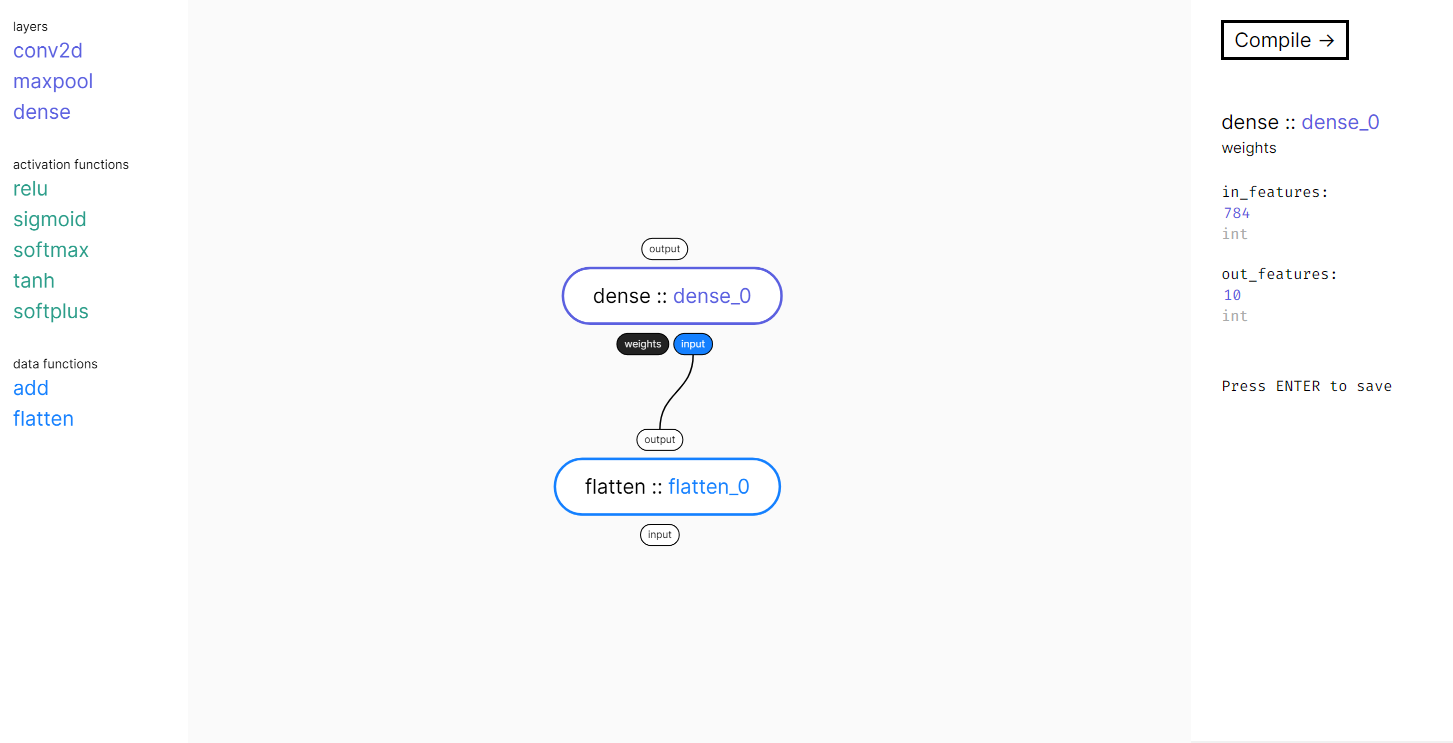 layers
conv2d
maxpool
dense
activation functions
relu
sigmoid
softmax
tanh
softplus
data functions
add
flatten
output
dense :: dense_0
weights input
output
flatten :: flatten_0
input
Compile →
dense :: dense_0
weights
in_features:
784
int
out_features:
10
int
Press ENTER to save